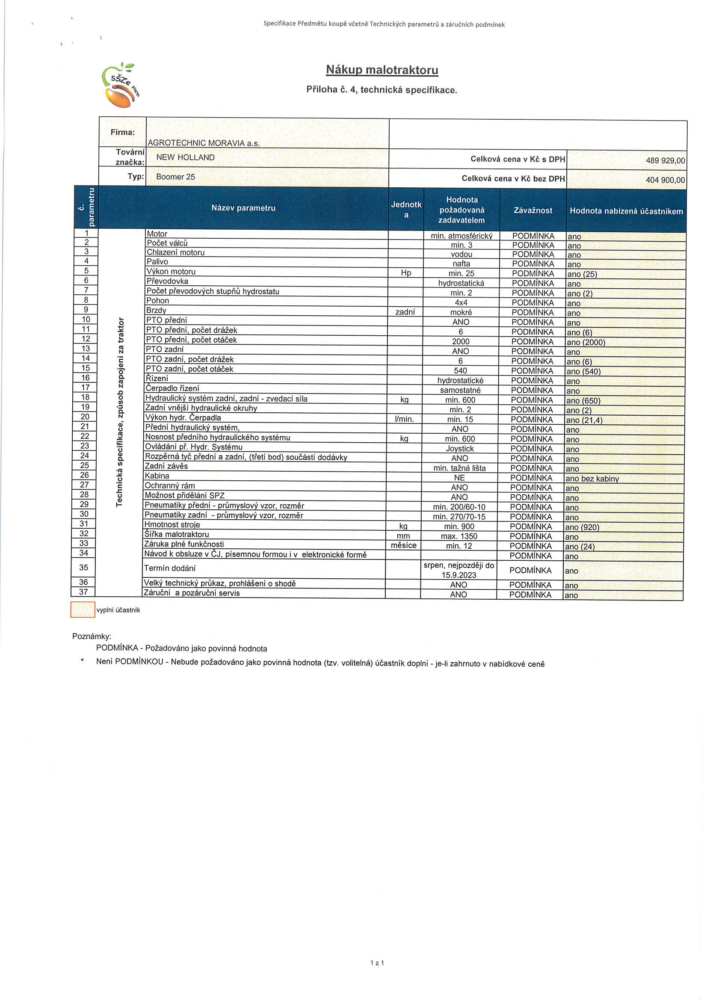 Specifikace Předmětu koupě včetně Technických parametrů a záručních podmínek
SŠZe Přerov
Nákup malotraktoru
Příloha č. 4, technická specifikace.
Firma: AGROTECHNIC MORAVIA a.s.
Tovární značka: NEW HOLLAND Celková cena v Kč s DPH 489 929,00
Typ: Boomer 25 Celková cena v Kč bez DPH 404 900,00
č. parametru Název parametru Jednotka Hodnota požadovaná zadavatelem Závažnost Hodnota nabízená účastníkem
Technická specifikace, způsob zapojení za traktor
1 Motor min. atmosférický PODMÍNKA ano
2 Počet válců min. 3 PODMÍNKA ano
3 Chlazení motoru vodou PODMÍNKA ano
4 Palivo nafta PODMÍNKA ano
5 Výkon motoru Hp min. 25 PODMÍNKA ano (25)
6 Převodovka hydrostatická PODMÍNKA ano
7 Počet převodových stupňů hydrostatu min. 2 PODMÍNKA ano (2)
8 Pohon 4x4 PODMÍNKA ano
9 Brzdy zadní mokré PODMÍNKA ano
10 PTO přední ANO PODMÍNKA ano
11 PTO přední, počet drážek 6 PODMÍNKA ano (6)
12 PTO přední, počet otáček 2000 PODMÍNKA ano (2000)
13 PTO zadní ANO PODMÍNKA ano
14 PTO zadní, počet drážek 6 PODMÍNKA ano (6)
15 PTO zadní, počet otáček 540 PODMÍNKA ano (540)
16 Řízení hydrostatické PODMÍNKA ano
17 Čerpadlo řízení samostatné PODMÍNKA ano
18 Hydraulický systém zadní, zadní - zvedací síla kg min. 600 PODMÍNKA ano (650)
19 Zadní vnější hydraulické okruhy min. 2 PODMÍNKA ano (2)
20 Výkon hydr. Čerpadla l/min. min. 15 PODMÍNKA ano (21,4)
21 Přední hydraulický systém, ANO PODMÍNKA ano
22 Nosnost předního hydraulického systému kg min. 600 PODMÍNKA ano
23 Ovládání př. Hydr. Systému Joystick PODMÍNKA ano
24 Rozpěrná tyč přední a zadní, (třetí bod) součástí dodávky ANO PODMÍNKA ano
25 Zadní závěs min. tažná lišta PODMÍNKA ano
26 Kabina NE PODMÍNKA ano bez kabiny
27 Ochranný rám ANO PODMÍNKA ano
28 Možnost přidělání SPZ ANO PODMÍNKA ano
29 Pneumatiky přední - průmyslový vzor, rozměr min. 200/60-10 PODMÍNKA ano
30 Pneumatiky zadní - průmyslový vzor, rozměr min. 270/70-15 PODMÍNKA ano
31 Hmotnost stroje kg min. 900 PODMÍNKA ano (920)
32 Šířka malotraktoru mm max. 1350 PODMÍNKA ano
33 Záruka plné funkčnosti měsíce min. 12 PODMÍNKA ano (24)
34 Návod k obsluze v ČJ, písemnou formou i v elektronické formě PODMÍNKA ano
35 Termín dodání srpen, nejpozději do 15.9.2023 PODMÍNKA ano
36 Velký technický průkaz, prohlášení o shodě ANO PODMÍNKA ano
37 Záruční a pozáruční servis ANO PODMÍNKA ano
vyplní účastník
Poznámky:
PODMÍNKA - Požadováno jako povinná hodnota
* Není PODMÍNKOU - Nebude požadováno jako povinná hodnota (tzv. volitelná) účastník doplní - je-li zahrnuto v nabídkové ceně
1 z 1